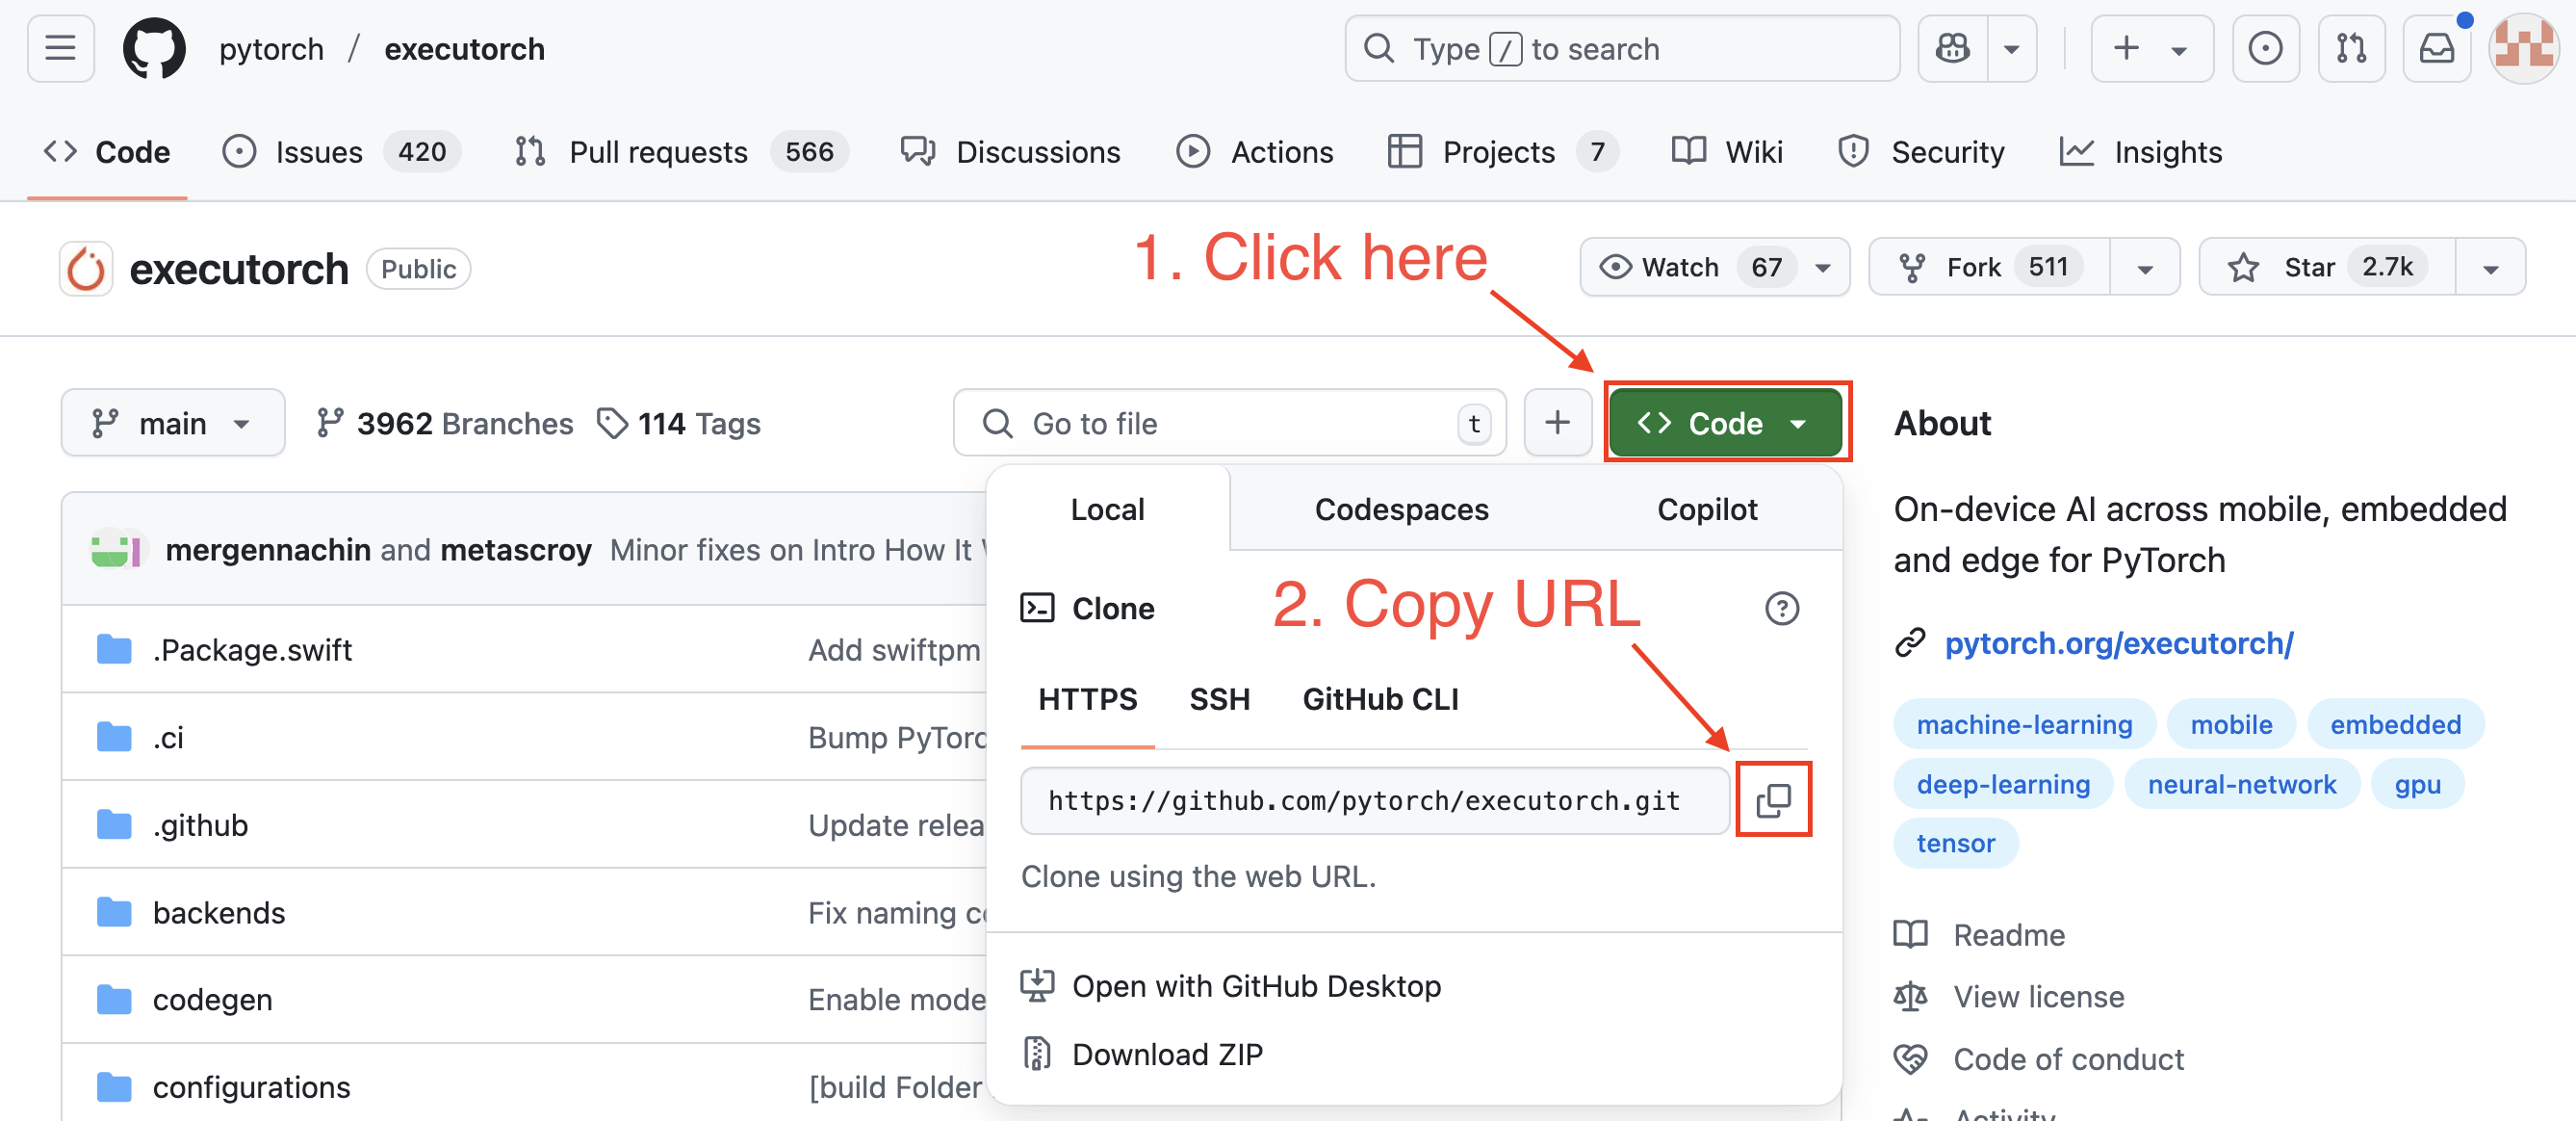 pytorch / executorch
Type / to search
Code
Issues 420
Pull requests 566
Discussions
Actions
Projects 7
Wiki
Security
Insights
executorch Public
1. Click here
Watch 67
Fork 511
Star 2.7k
main
3962 Branches
114 Tags
Go to file t
Code
About
On-device AI across mobile, embedded
and edge for PyTorch
pytorch.org/executorch/
machine-learning mobile embedded
deep-learning neural-network gpu
tensor
Readme
View license
Code of conduct
Activity
mergennachin and metascroy Minor fixes on Intro How It
.Package.swift Add swiftpm
.ci Bump
.github Update
backends Fix naming
codegen Enable
configurations [build Folder
Local Codespaces Copilot
Clone
2. Copy URL
HTTPS SSH GitHub CLI
https://github.com/pytorch/executorch.git
Clone using the web URL.
Open with GitHub Desktop
Download ZIP